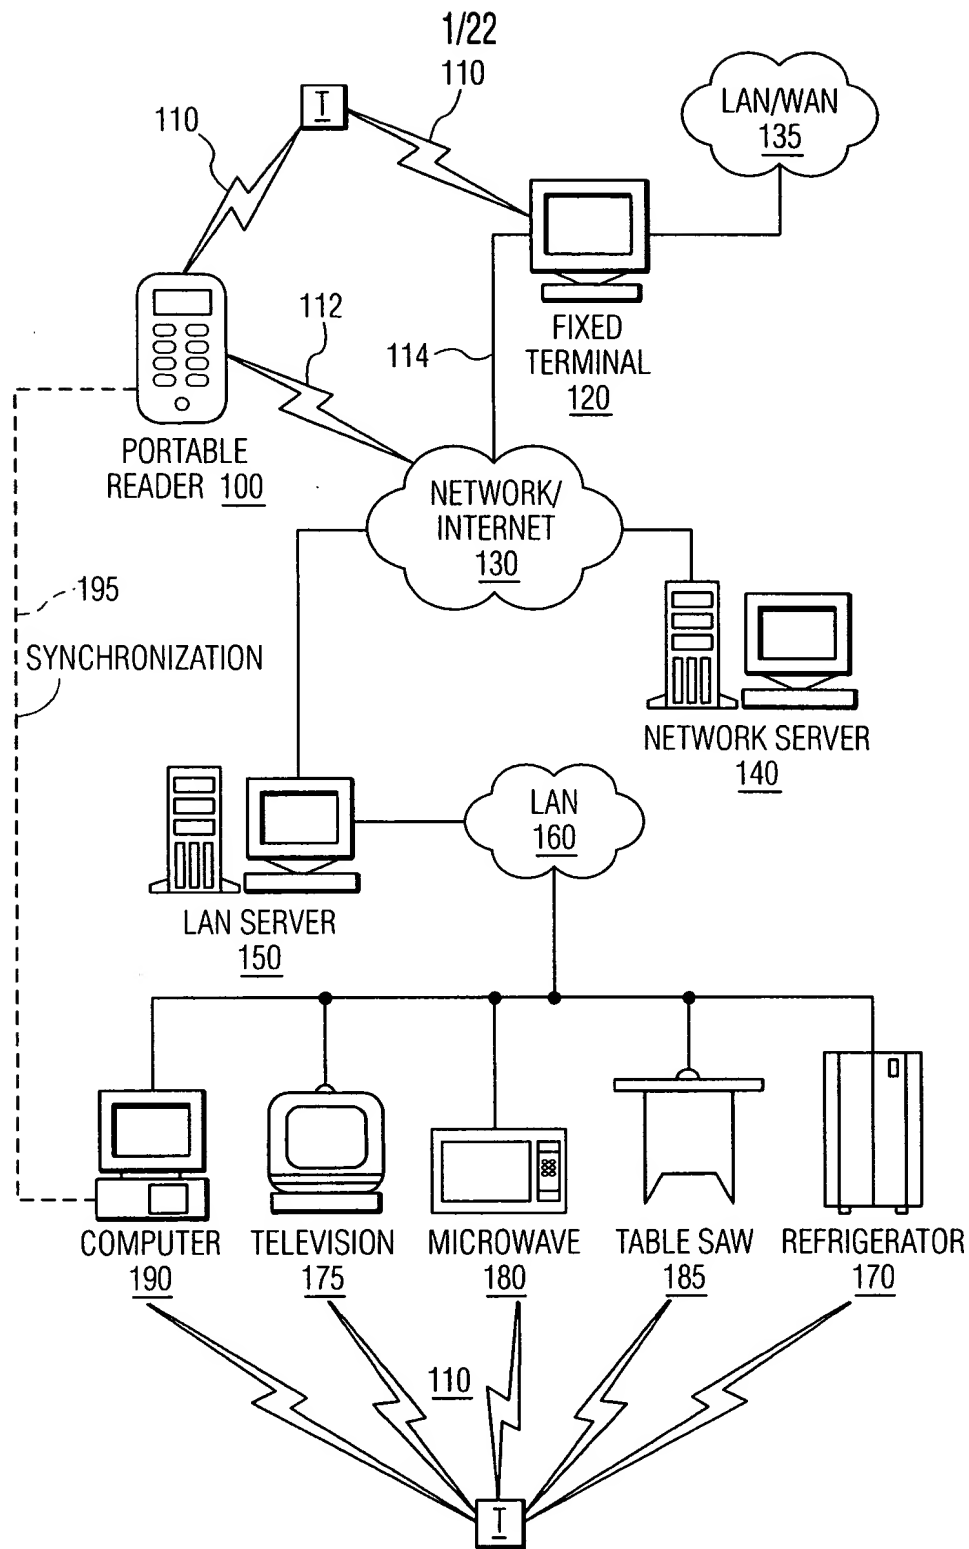 1/22
110
110
T
LAN/WAN
135
FIXED
TERMINAL
120
112
114
PORTABLE
READER 100
NETWORK/
INTERNET
130
195
SYNCHRONIZATION
NETWORK SERVER
140
LAN
160
LAN SERVER
150
COMPUTER
190
TELEVISION
175
MICROWAVE
180
TABLE SAW
185
REFRIGERATOR
170
110
T